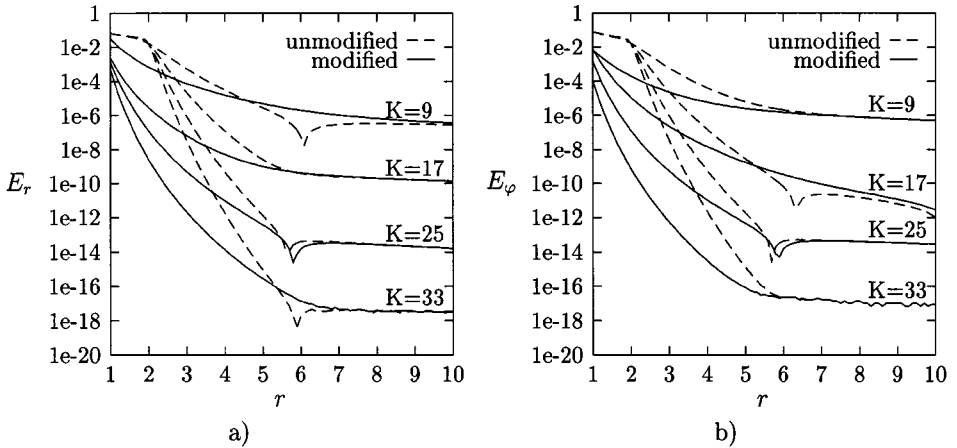 1
1e-2
1e-4
1e-6
1e-8
1e-10
1e-12
1e-14
1e-16
1e-18
1e-20
E_r
unmodified
modified
K=9
K=17
K=25
K=33
1 2 3 4 5 6 7 8 9 10
r
a)
1
1e-2
1e-4
1e-6
1e-8
1e-10
1e-12
1e-14
1e-16
1e-18
1e-20
E_φ
unmodified
modified
K=9
K=17
K=25
K=33
1 2 3 4 5 6 7 8 9 10
r
b)